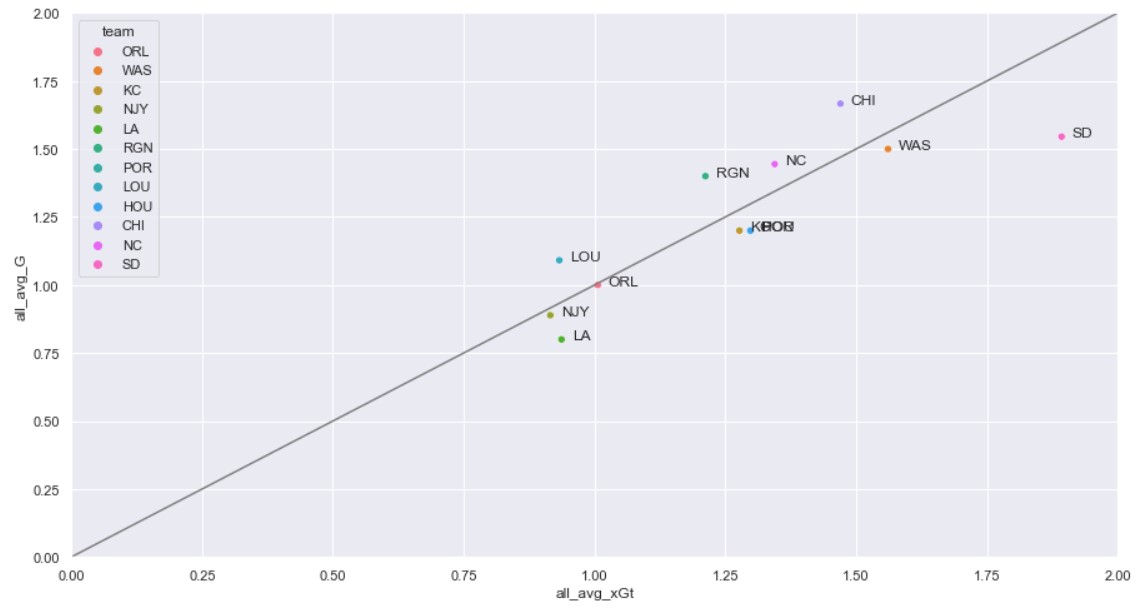 2.00
1.75
1.50
1.25
1.00
0.75
0.50
0.25
0.00
all_avg_G
team
ORL
WAS
KC
NJY
LA
RGN
POR
LOU
HOU
CHI
NC
SD
CHI
SD
WAS
NC
RGN
LOU
ORL
NJY
LA
0.00 0.25 0.50 0.75 1.00 1.25 1.50 1.75 2.00
all_avg_xGt